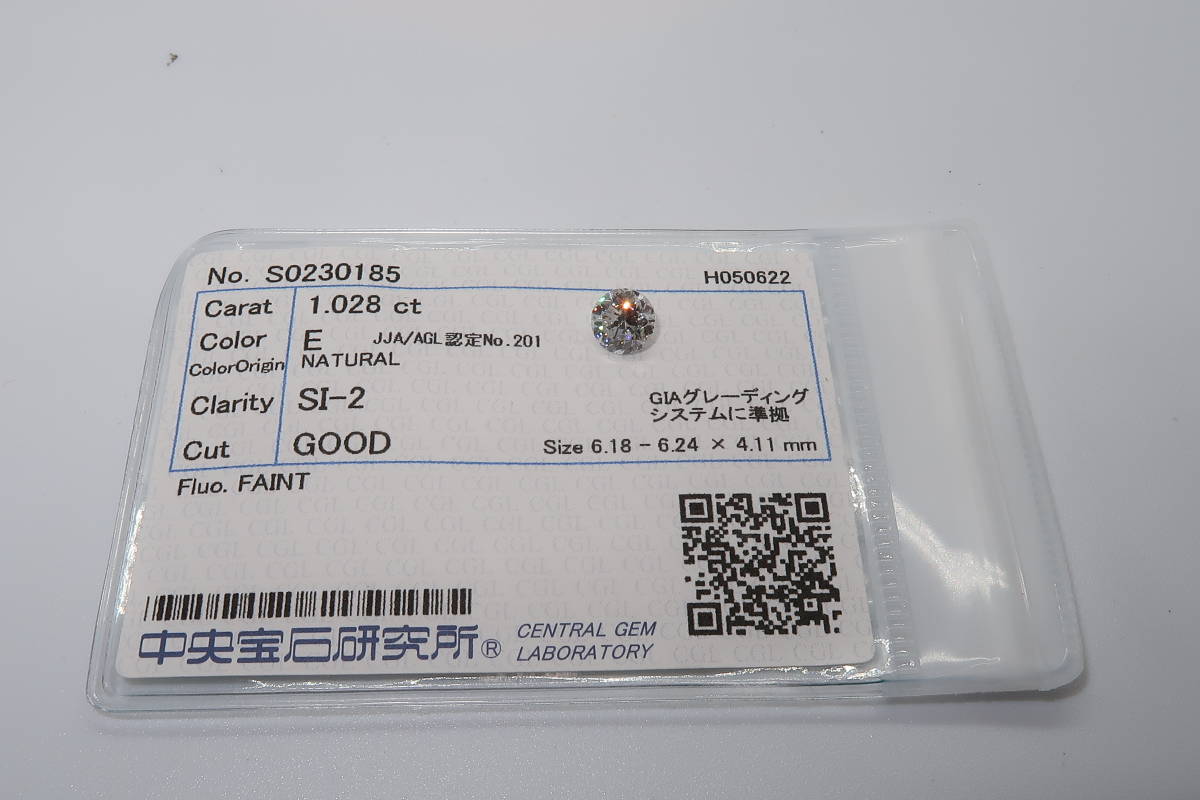 No. S0230185 H050622
Carat 1.028 ct
Color E JJA/AGL認定No.201
ColorOrigin NATURAL
Clarity SI-2
GIAグレーディング
システムに準拠
Cut GOOD Size 6.18 - 6.24 × 4.11 mm
Fluo. FAINT
中央宝石研究所® CENTRAL GEM
LABORATORY